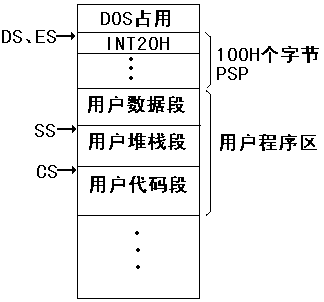 DOS占用
DS、ES
INT20H
100H个字节
PSP
用户数据段
SS
用户堆栈段
用户程序区
CS
用户代码段